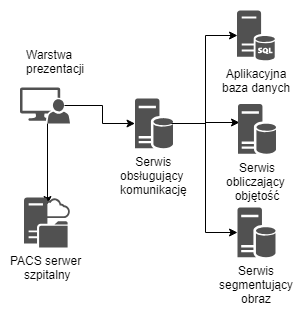 Warstwa
prezentacji
SQL
Aplikacyjna
baza danych
Serwis
obsługujący
komunikację
Serwis
obliczający
objętość
PACS serwer
szpitalny
Serwis
segmentujący
obraz